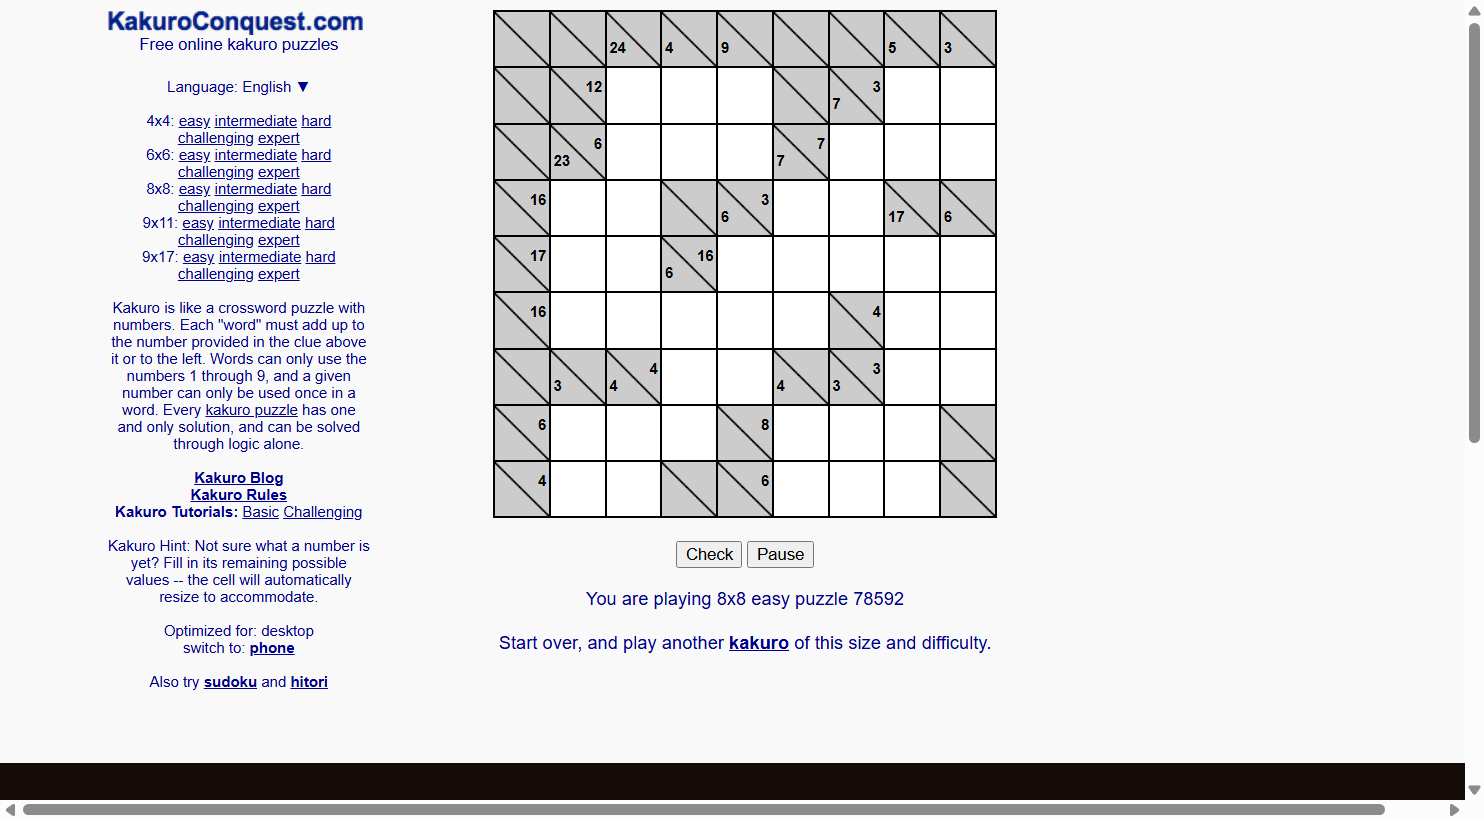 KakuroConquest.com
Free online kakuro puzzles
Language: English ▼
4x4: easy intermediate hard
challenging expert
6x6: easy intermediate hard
challenging expert
8x8: easy intermediate hard
challenging expert
9x11: easy intermediate hard
challenging expert
9x17: easy intermediate hard
challenging expert
Kakuro is like a crossword puzzle with
numbers. Each "word" must add up to
the number provided in the clue above
it or to the left. Words can only use the
numbers 1 through 9, and a given
number can only be used once in a
word. Every kakuro puzzle has one
and only solution, and can be solved
through logic alone.
Kakuro Blog
Kakuro Rules
Kakuro Tutorials: Basic Challenging
Kakuro Hint: Not sure what a number is
yet? Fill in its remaining possible
values -- the cell will automatically
resize to accommodate.
Optimized for: desktop
switch to: phone
Also try sudoku and hitori
24 4 9 5 3
12 3
7
6 7
23 7
16 3
6 17 6
17 16
6
16 4
4 3
3 4 4 3
6 8
4 6
Check Pause
You are playing 8x8 easy puzzle 78592
Start over, and play another kakuro of this size and difficulty.